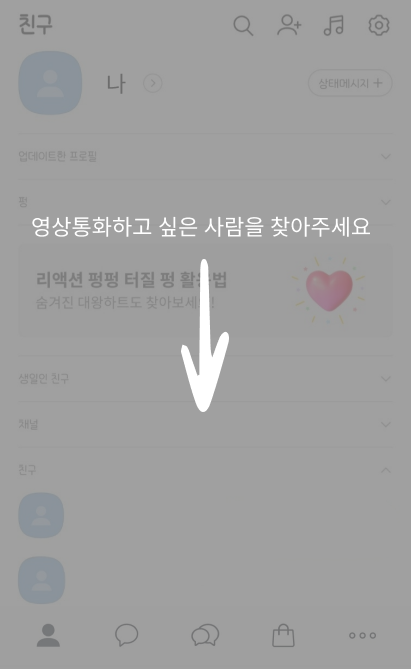 친구
나
상태메시지 +
업데이트한 프로필
펑
영상통화하고 싶은 사람을 찾아주세요
리액션 펑펑 터질 펑 활용법
숨겨진 대왕하트도 찾아보세요!
생일인 친구
채널
친구